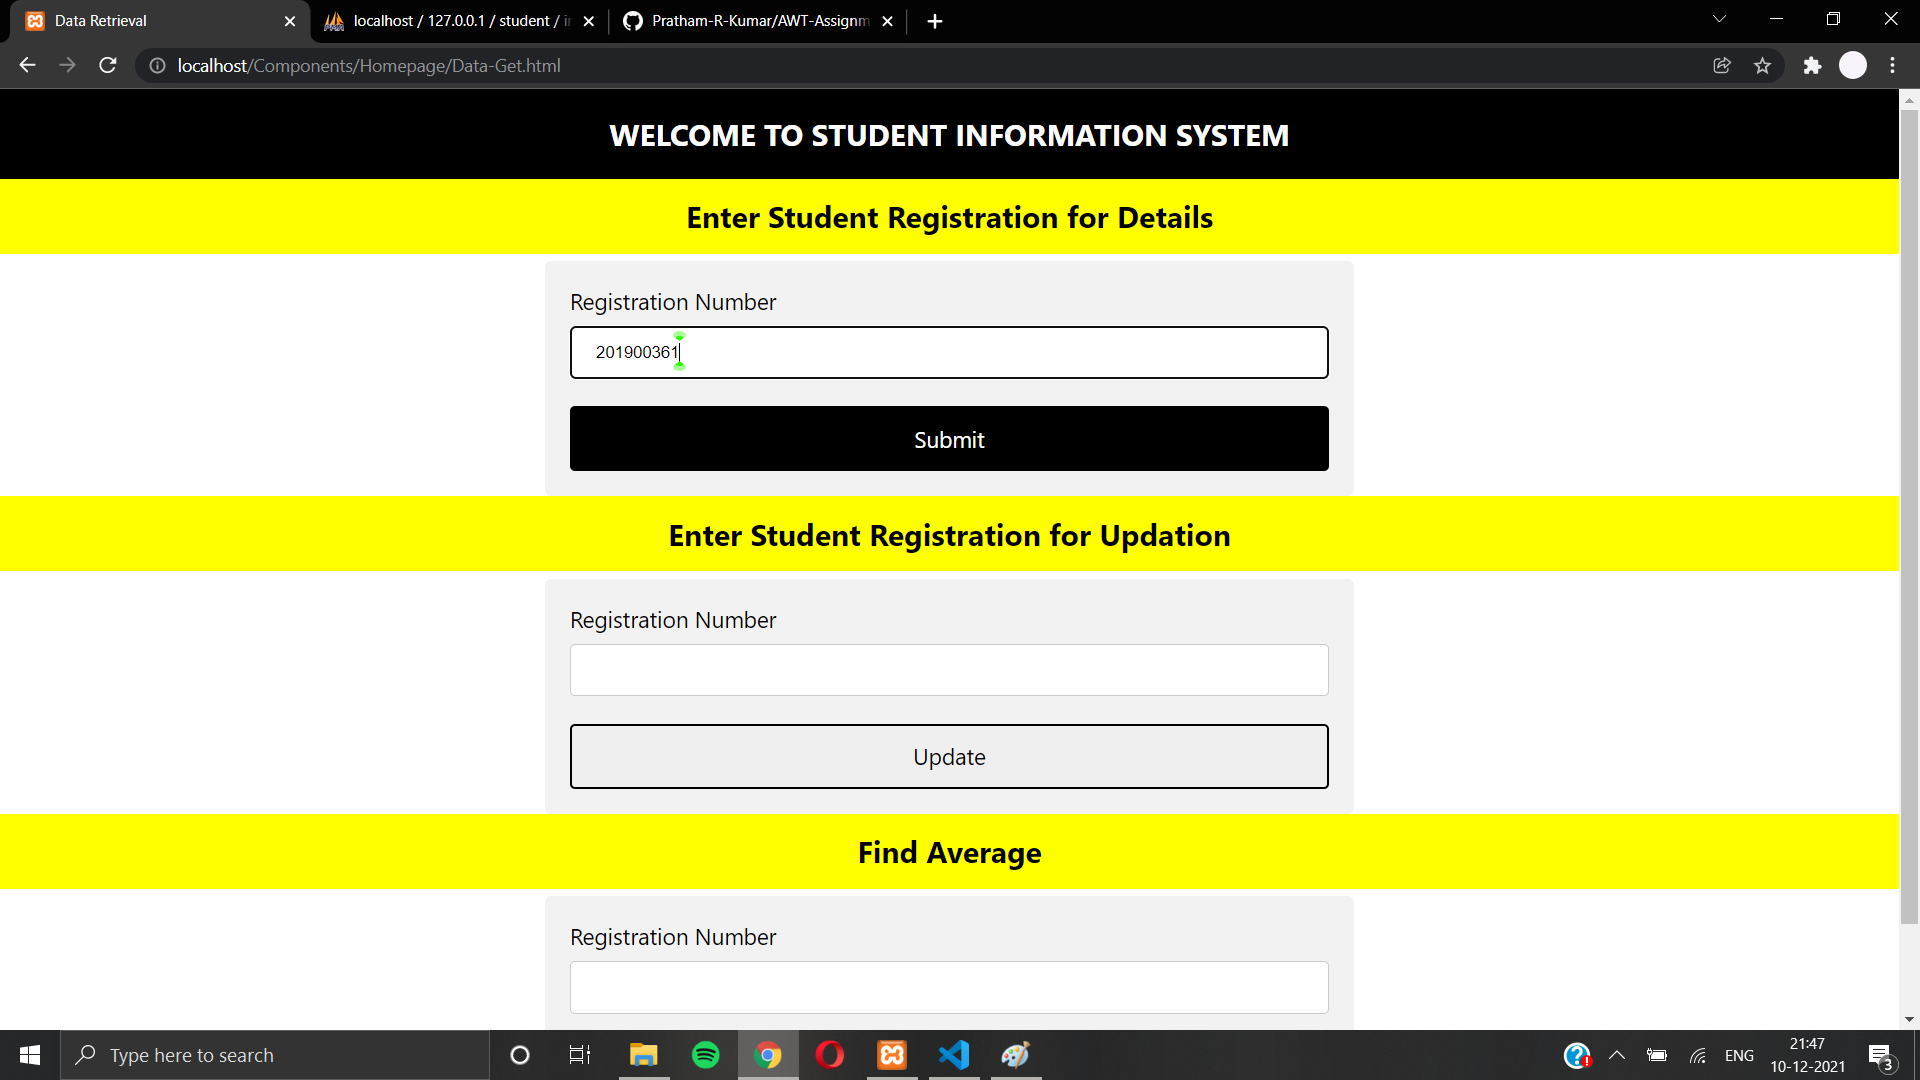 Data Retrieval
localhost / 127.0.0.1 / student / in
Pratham-R-Kumar/AWT-Assignm
localhost/Components/Homepage/Data-Get.html
WELCOME TO STUDENT INFORMATION SYSTEM
Enter Student Registration for Details
Registration Number
201900361
Submit
Enter Student Registration for Updation
Registration Number
Update
Find Average
Registration Number
Type here to search
ENG
21:47
10-12-2021
3